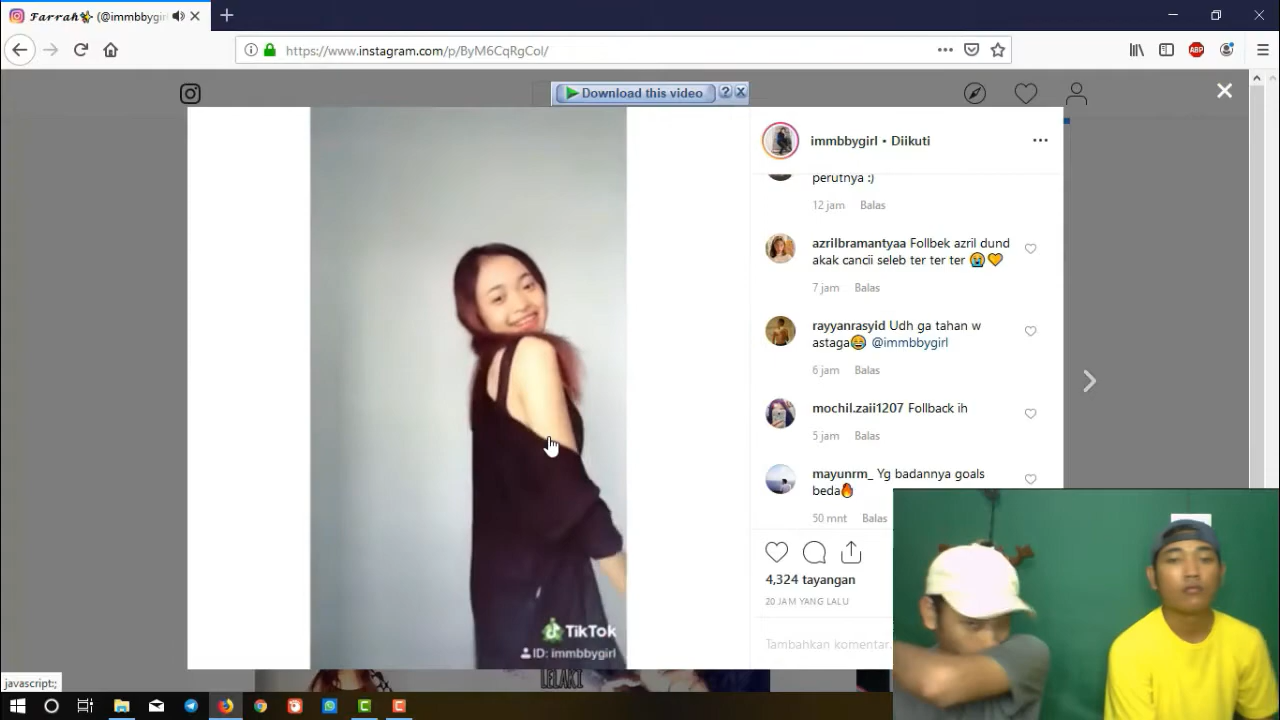 𝓕𝓪𝓻𝓻𝓪𝓱 (@immbbygirl
https://www.instagram.com/p/ByM6CqRgCol/
ABP
Download this video ?
immbbygirl • Diikuti
perutnya :)
12 jam Balas
azrilbramantyaa Follbek azril dund
akak cancii seleb ter ter ter 😭🧡
7 jam Balas
rayyanrasyid Udh ga tahan w
astaga😂 @immbbygirl
6 jam Balas
mochil.zaii1207 Follback ih
5 jam Balas
mayunrm_ Yg badannya goals
beda🔥
50 mnt Balas
4,324 tayangan
20 JAM YANG LALU
Tambahkan komentar.
TikTok
ID: immbbygirl
LELAKI
javascript:;